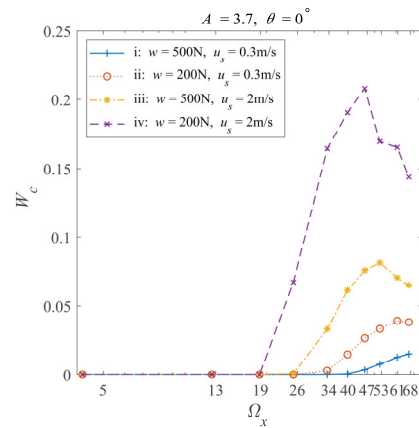 A = 3.7, θ = 0°
0.25
i: w = 500N, u_s = 0.3m/s
ii: w = 200N, u_s = 0.3m/s
iii: w = 500N, u_s = 2m/s
iv: w = 200N, u_s = 2m/s
0.2
0.15
W_c
0.1
0.05
0
5 13 19 26 34 40 47 53 61 68
Ω_x